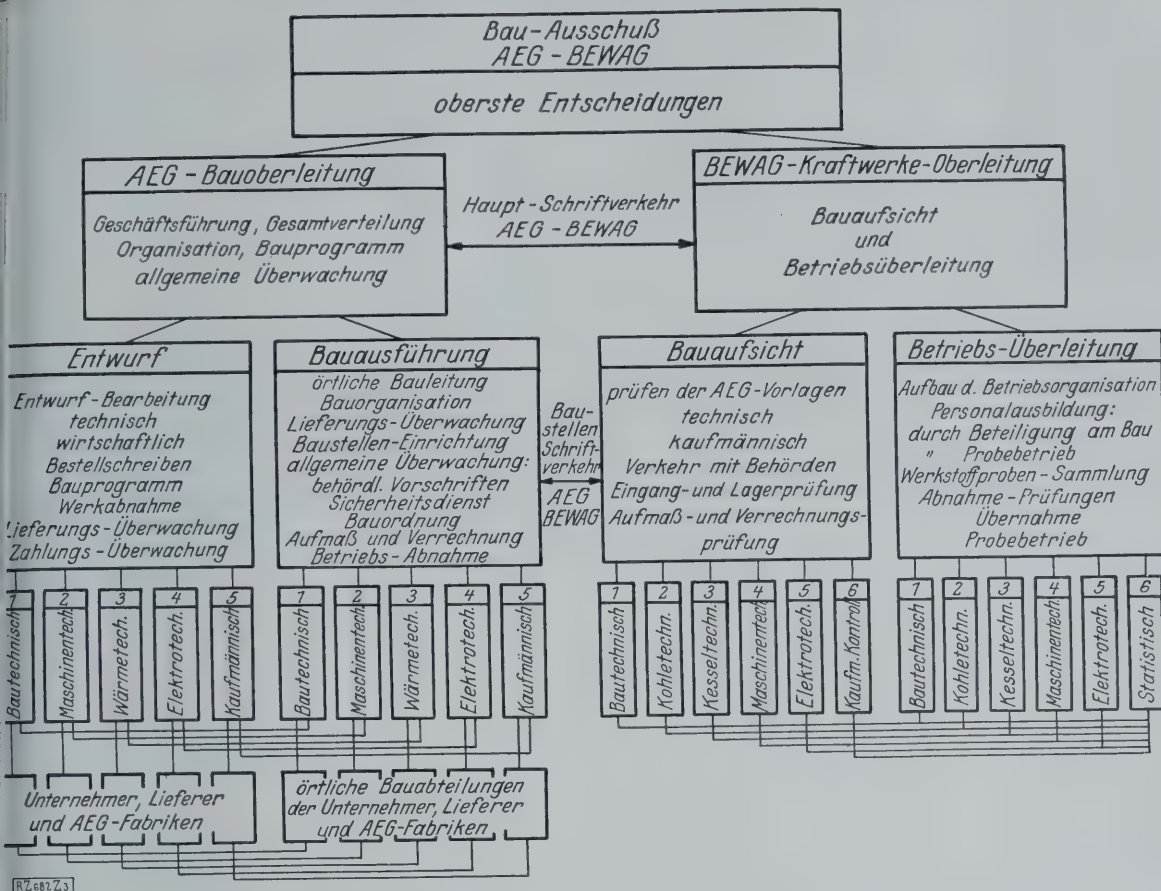 Bau-Ausschuß
AEG - BEWAG
oberste Entscheidungen
AEG - Bauoberleitung
Geschäftsführung, Gesamtverteilung
Organisation, Bauprogramm
allgemeine Überwachung
Haupt-Schriftverkehr
AEG - BEWAG
BEWAG-Kraftwerke-Oberleitung
Bauaufsicht
und
Betriebsüberleitung
Entwurf
Entwurf-Bearbeitung
technisch
wirtschaftlich
Bestellschreiben
Bauprogramm
Werkabnahme
Lieferungs-Überwachung
Zahlungs-Überwachung
Bauausführung
örtliche Bauleitung
Bauorganisation
Lieferungs-Überwachung
Baustellen-Einrichtung
allgemeine Überwachung:
behördl. Vorschriften
Sicherheitsdienst
Bauordnung
Aufmaß und Verrechnung
Betriebs-Abnahme
Bau-
stellen
Schrift-
verkehr
AEG
BEWAG
Bauaufsicht
prüfen der AEG-Vorlagen
technisch
kaufmännisch
Verkehr mit Behörden
Eingang- und Lagerprüfung
Aufmaß- und Verrechnungs-
prüfung
Betriebs-Überleitung
Aufbau d. Betriebsorganisation
Personalausbildung:
durch Beteiligung am Bau
" Probebetrieb
Werkstoffproben-Sammlung
Abnahme-Prüfungen
Übernahme
Probebetrieb
1
Bautechnisch
2
Maschinentech.
3
Wärmetech.
4
Elektrotech.
5
Kaufmännisch
1
Bautechnisch
2
Maschinentech.
3
Wärmetech.
4
Elektrotech.
5
Kaufmännisch
1
Bautechnisch
2
Kohletechn.
3
Kesseltechn.
4
Maschinentech.
5
Elektrotech.
6
Kaufm. Kontroll
1
Bautechnisch
2
Kohletechn.
3
Kesseltechn.
4
Maschinentech.
5
Elektrotech.
6
Statistisch
Unternehmer, Lieferer
und AEG-Fabriken
örtliche Bauabteilungen
der Unternehmer, Lieferer
und AEG-Fabriken
RZ682Z3